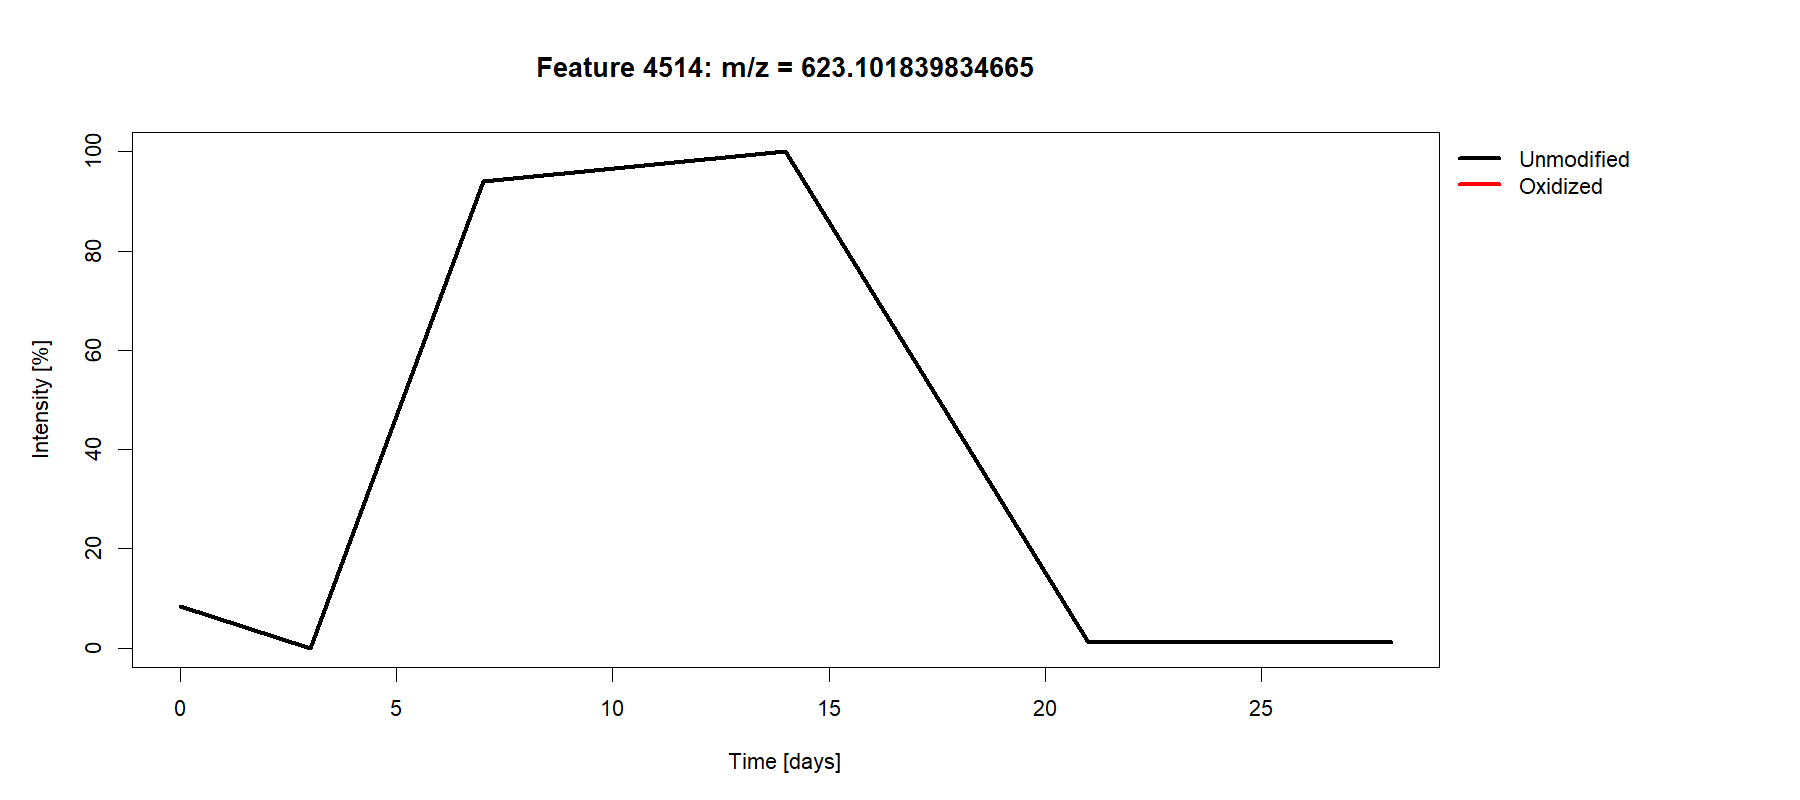 Feature 4514: m/z = 623.101839834665
Unmodified
Oxidized
Intensity [%]
100
80
60
40
20
0
0 5 10 15 20 25
Time [days]